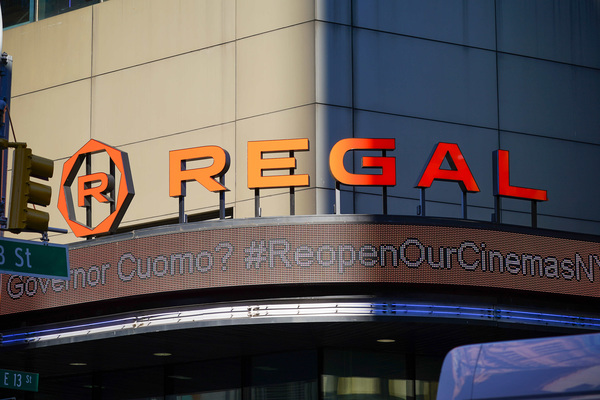 R REGAL
Governor Cuomo? #ReopenOurCinemasNY
3 St
E 13 St